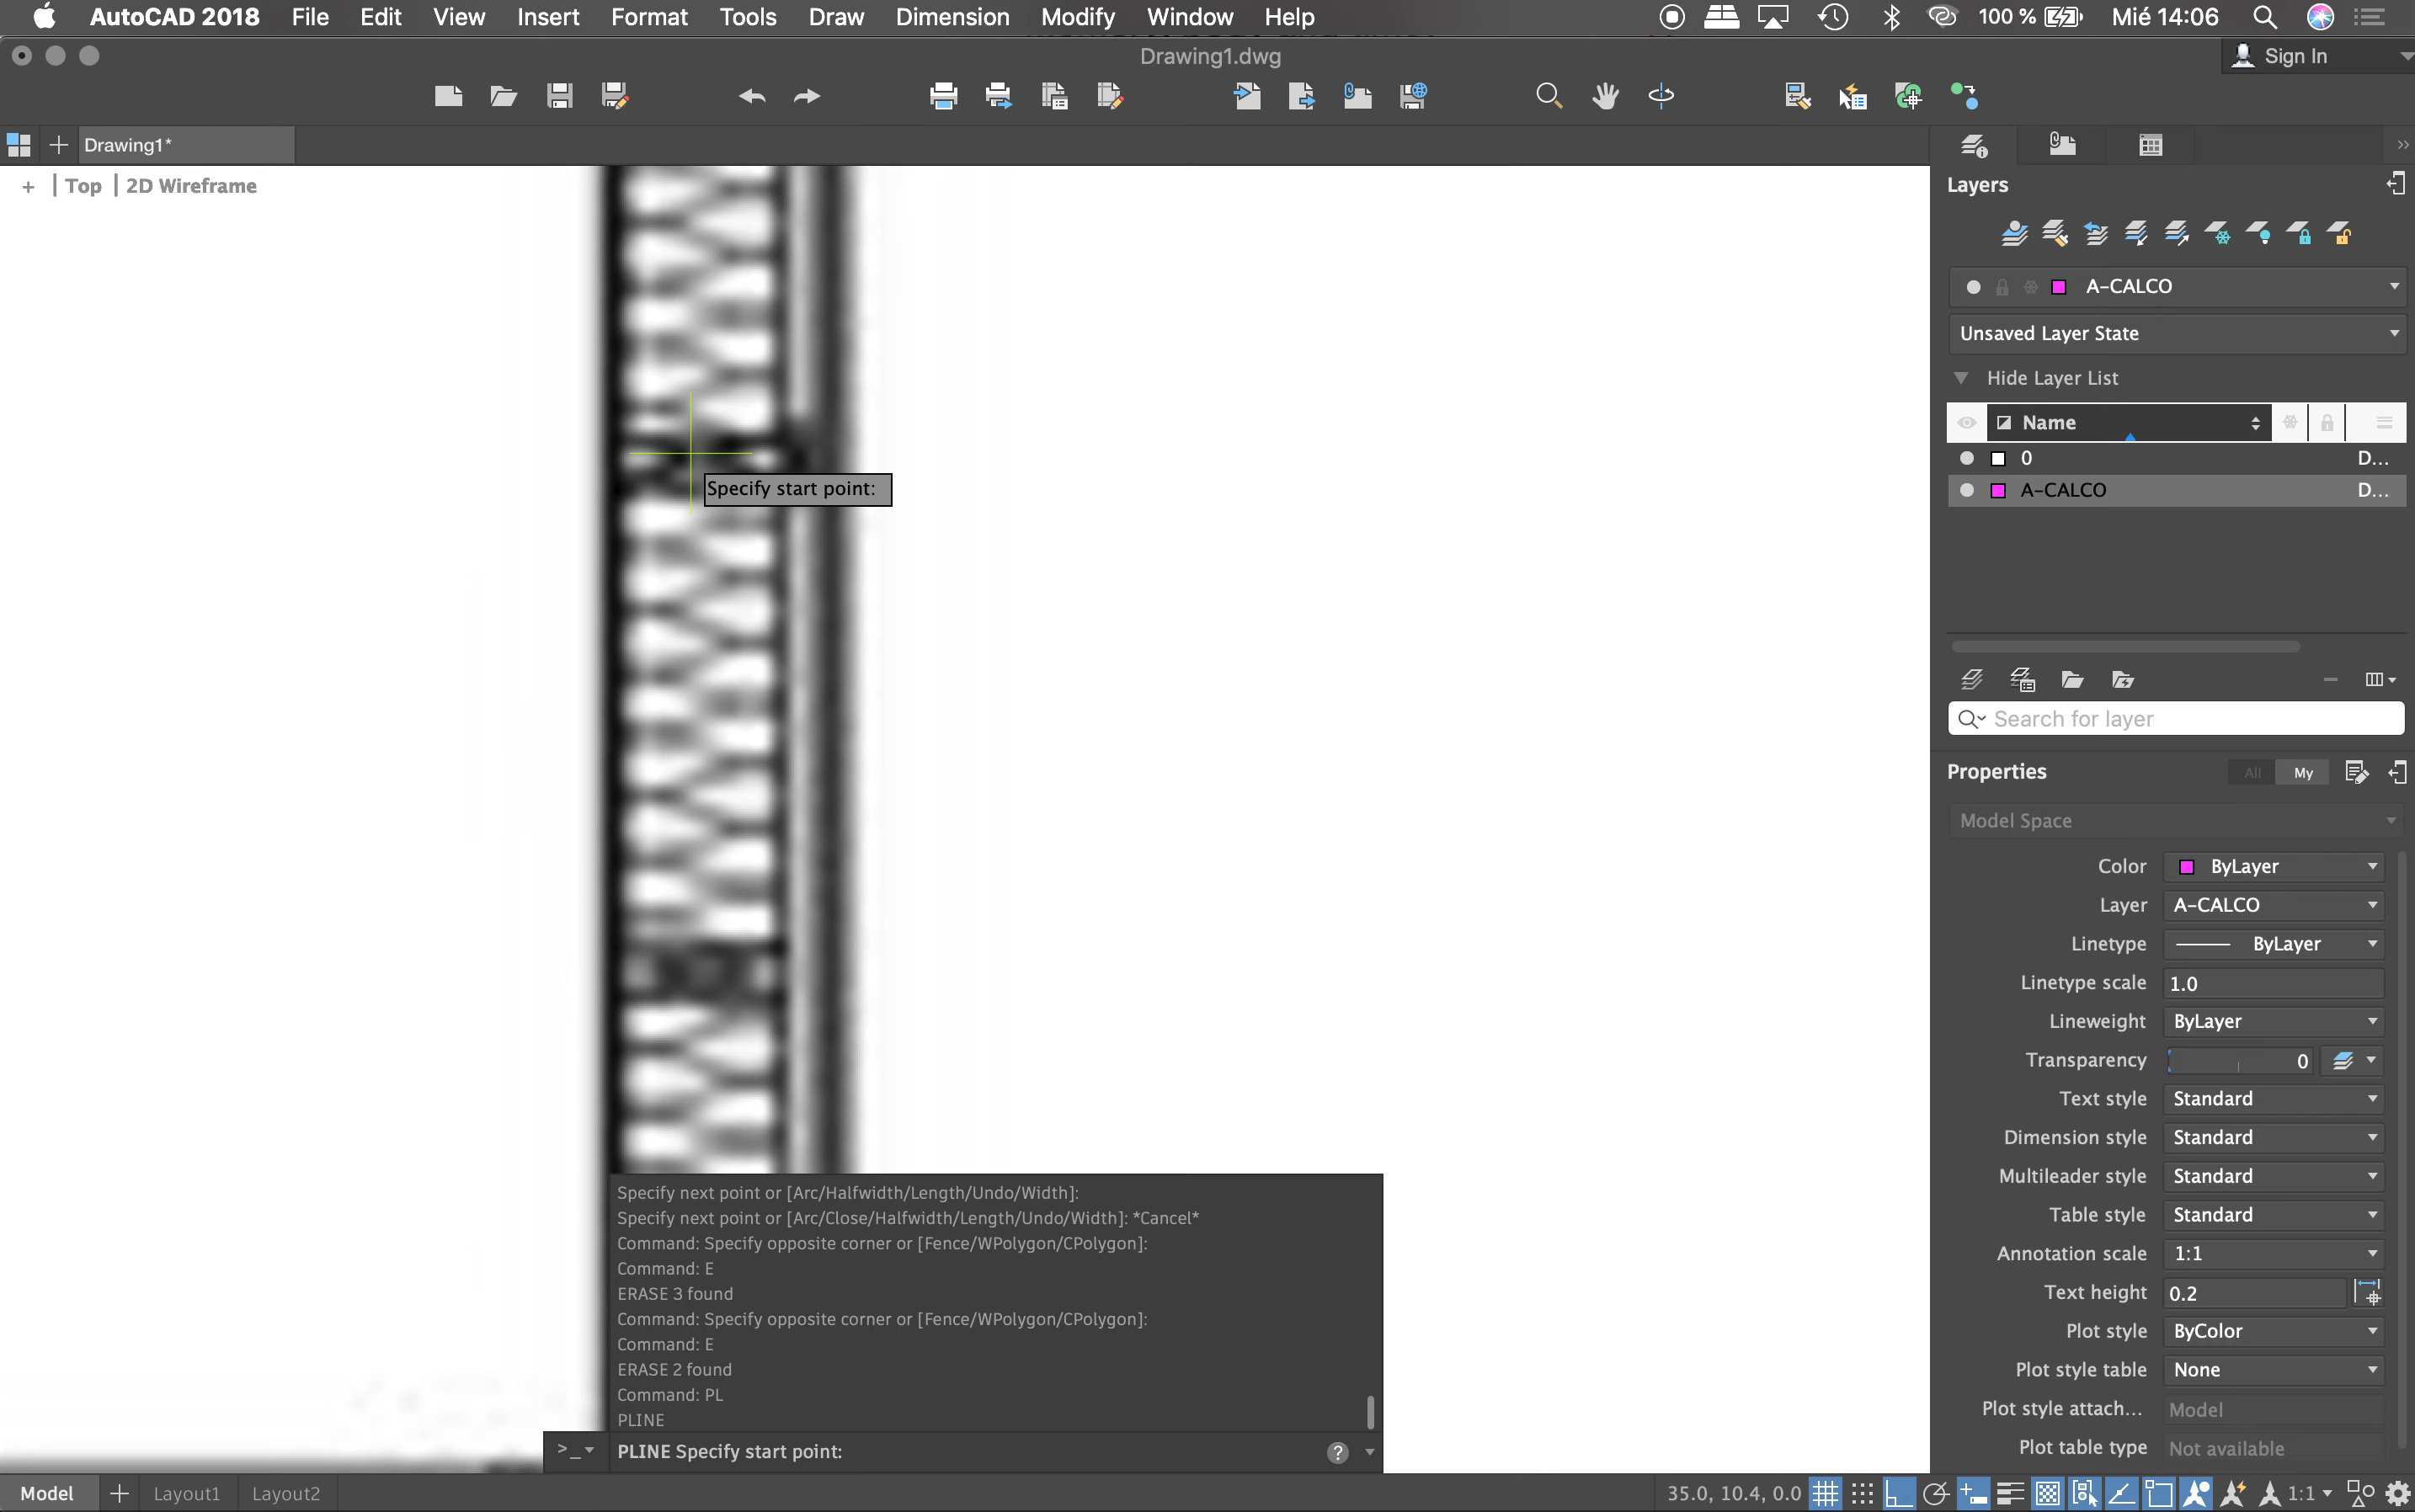 AutoCAD 2018 File Edit View Insert Format Tools Draw Dimension Modify Window Help 100 % Mié 14:06
Drawing1.dwg
Sign In
Drawing1*
+ | Top | 2D Wireframe
Layers
A-CALCO
Unsaved Layer State
Hide Layer List
Name
0 D...
A-CALCO D...
Specify start point:
Search for layer
Properties All My
Model Space
Color ByLayer
Layer A-CALCO
Linetype ByLayer
Linetype scale 1.0
Lineweight ByLayer
Transparency 0
Text style Standard
Dimension style Standard
Multileader style Standard
Table style Standard
Annotation scale 1:1
Text height 0.2
Plot style ByColor
Plot style table None
Plot style attach... Model
Plot table type Not available
Specify next point or [Arc/Halfwidth/Length/Undo/Width]:
Specify next point or [Arc/Close/Halfwidth/Length/Undo/Width]: *Cancel*
Command: Specify opposite corner or [Fence/WPolygon/CPolygon]:
Command: E
ERASE 3 found
Command: Specify opposite corner or [Fence/WPolygon/CPolygon]:
Command: E
ERASE 2 found
Command: PL
PLINE
>_ PLINE Specify start point: ?
Model + Layout1 Layout2 35.0, 10.4, 0.0 1:1